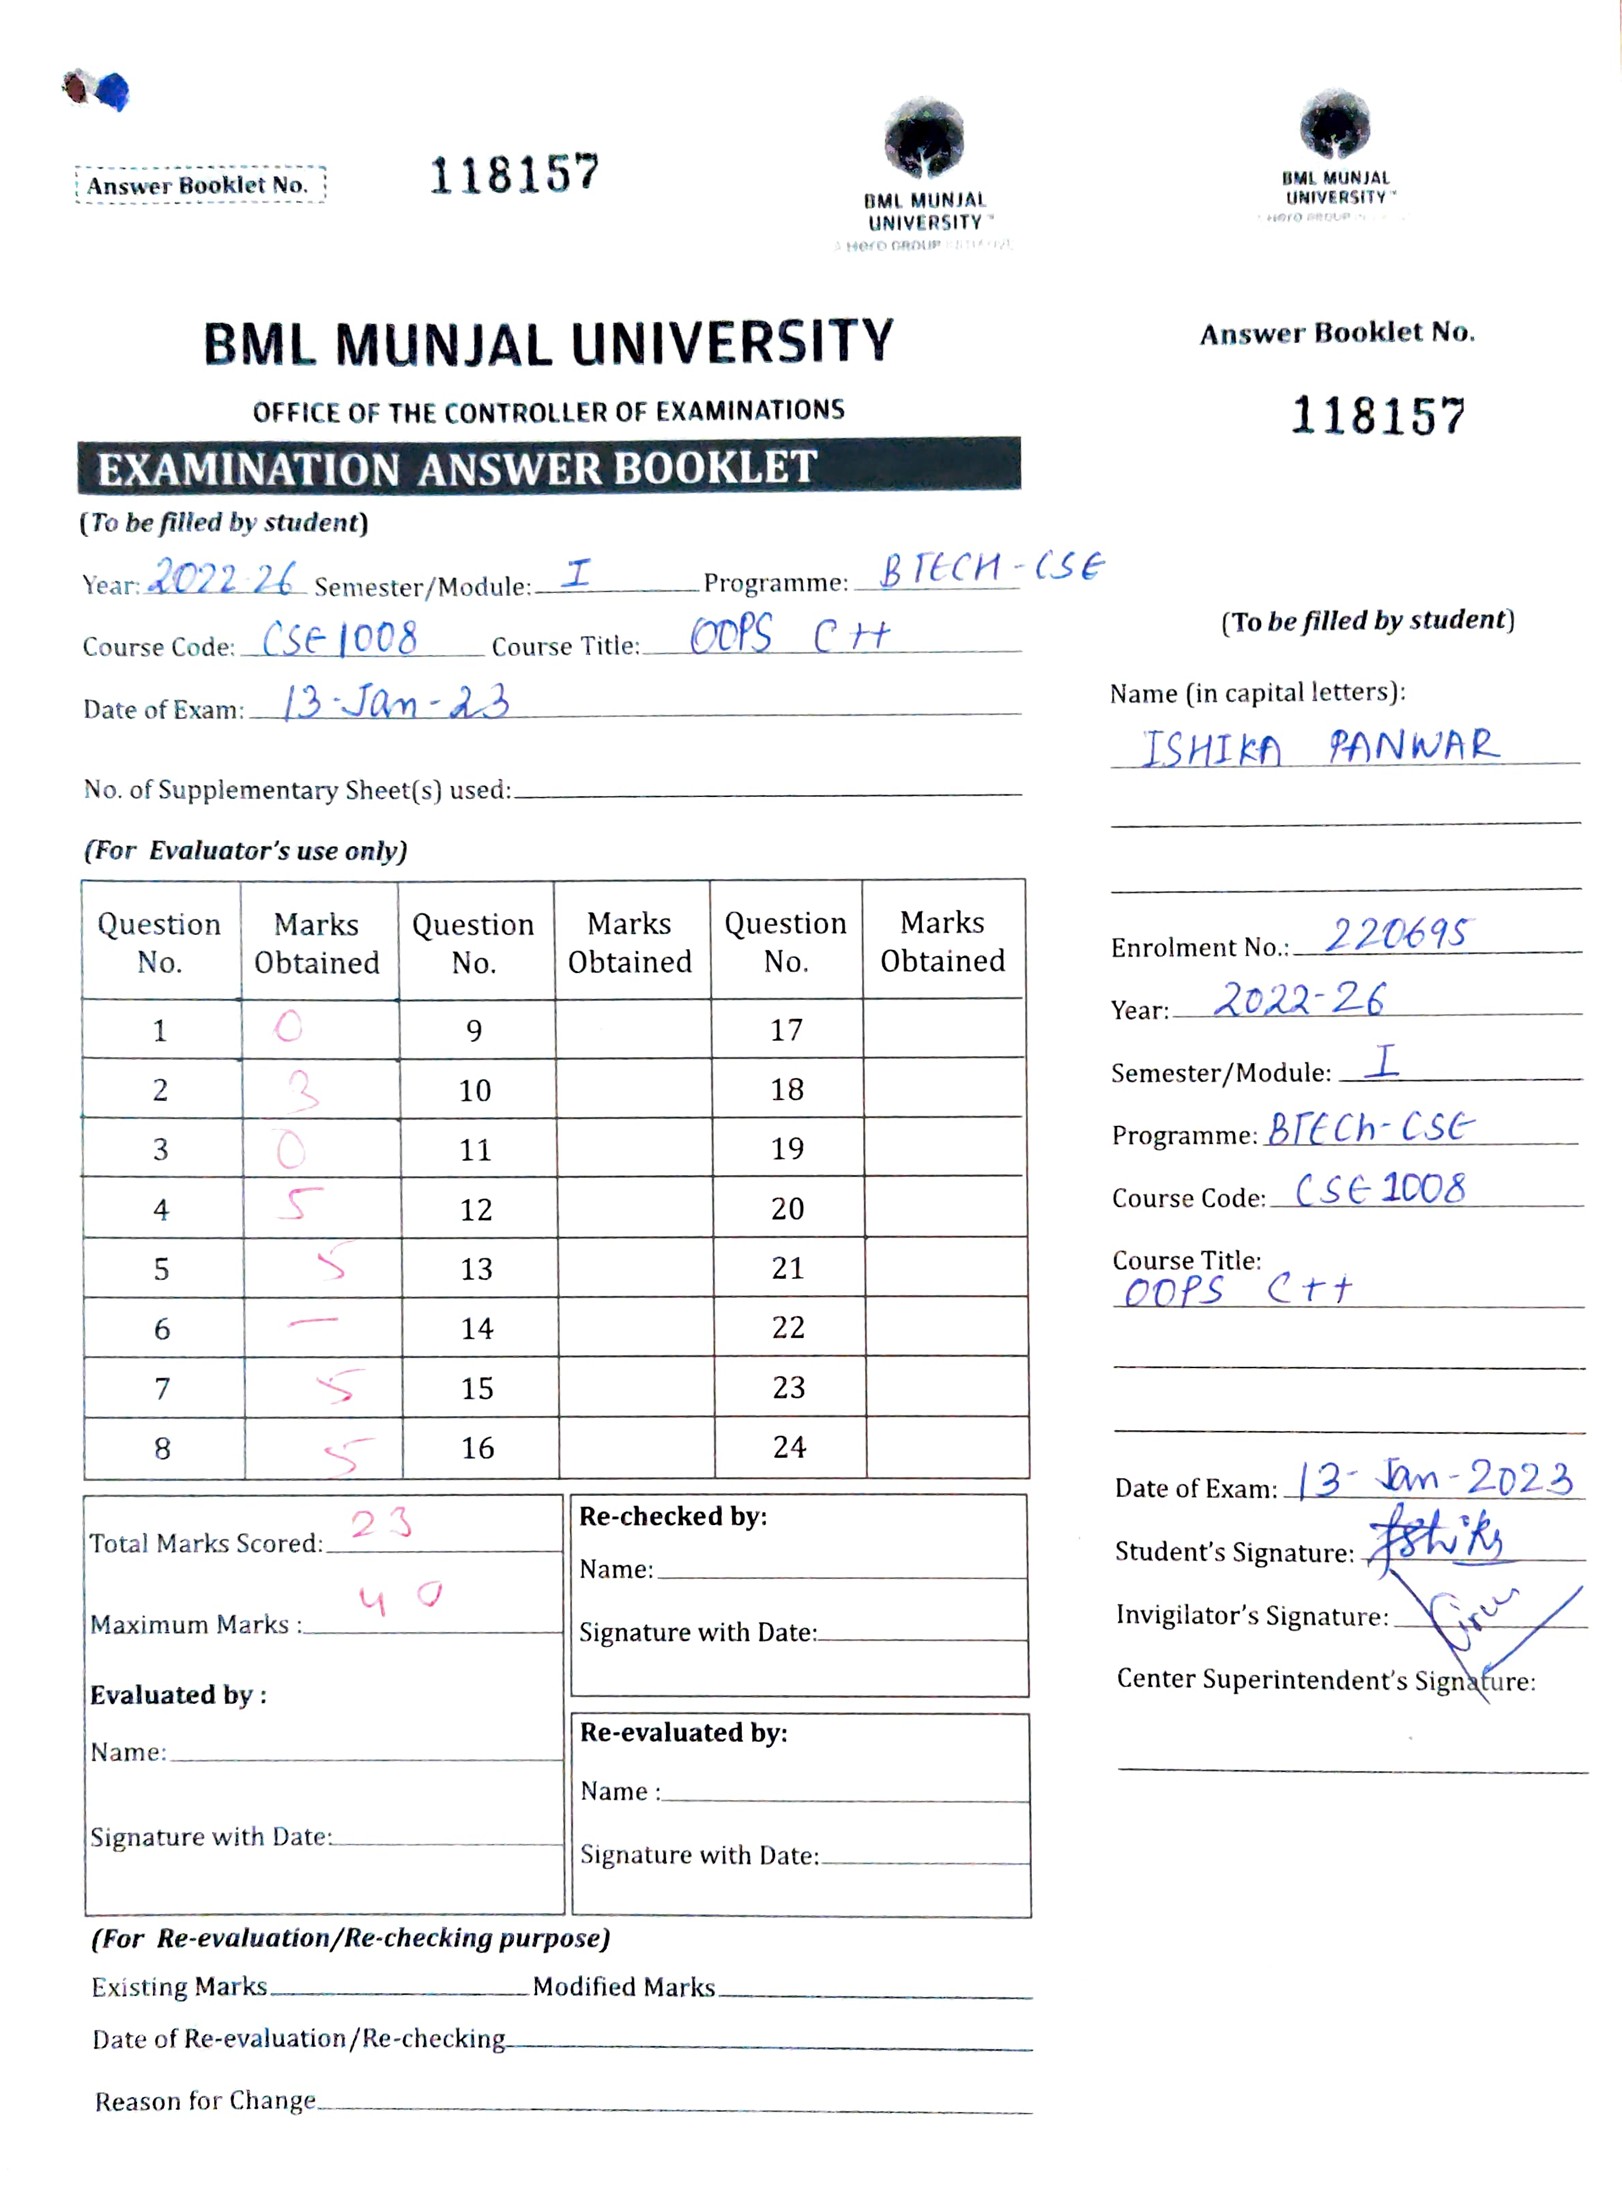 Answer Booklet No. 118157
BML MUNJAL
UNIVERSITY™
A Hero GROUP INITIATIVE
BML MUNJAL
UNIVERSITY™
A Hero GROUP
BML MUNJAL UNIVERSITY
OFFICE OF THE CONTROLLER OF EXAMINATIONS
EXAMINATION ANSWER BOOKLET
(To be filled by student)
Year: 2022-26 Semester/Module: I Programme: BTECH-CSE
Course Code: CSE1008 Course Title: OOPS C++
Date of Exam: 13-Jan-23
No. of Supplementary Sheet(s) used:
(For Evaluator's use only)
Question No. Marks Obtained Question No. Marks Obtained Question No. Marks Obtained
1 0 9 17
2 3 10 18
3 0 11 19
4 5 12 20
5 5 13 21
6 — 14 22
7 5 15 23
8 5 16 24
Total Marks Scored: 23
Maximum Marks : 40
Evaluated by :
Name:
Signature with Date:
Re-checked by:
Name:
Signature with Date:
Re-evaluated by:
Name :
Signature with Date:
(For Re-evaluation/Re-checking purpose)
Existing Marks Modified Marks
Date of Re-evaluation/Re-checking
Reason for Change
Answer Booklet No.
118157
(To be filled by student)
Name (in capital letters):
ISHIKA PANWAR
Enrolment No.: 220695
Year: 2022-26
Semester/Module: I
Programme: BTECh-CSE
Course Code: CSE1008
Course Title:
OOPS C++
Date of Exam: 13-Jan-2023
Student's Signature: Ishika
Invigilator's Signature:
Center Superintendent's Signature: